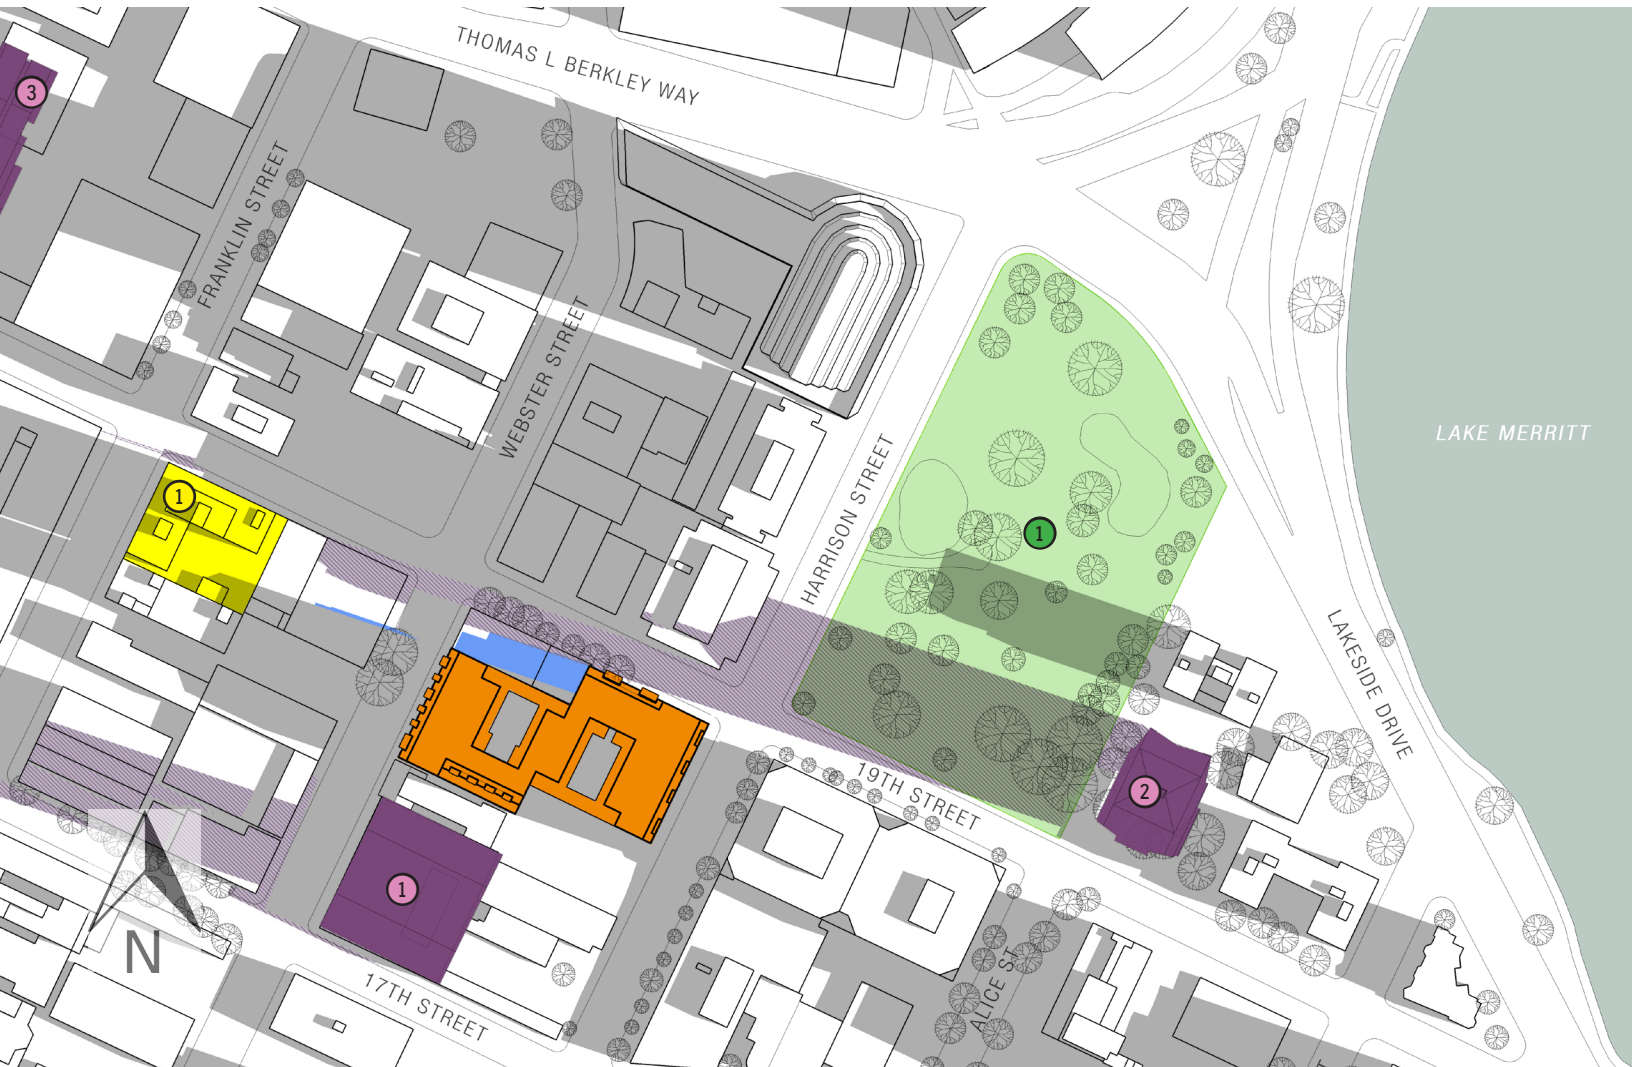 THOMAS L BERKLEY WAY
3
FRANKLIN STREET
WEBSTER STREET
HARRISON STREET
LAKE MERRITT
1
1
LAKESIDE DRIVE
2
19TH STREET
1
N
17TH STREET
ALICE ST